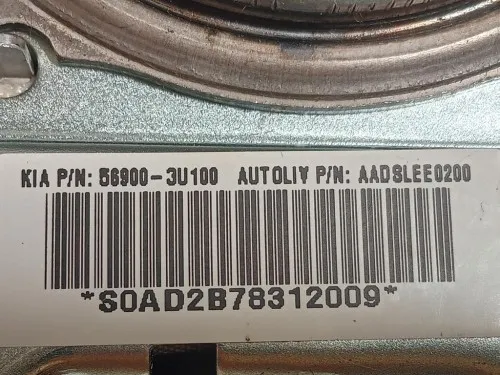 KIA P/N: 56900-3U100 AUTOLIV P/N: AADSLEE0200
*S0AD2B78312009*